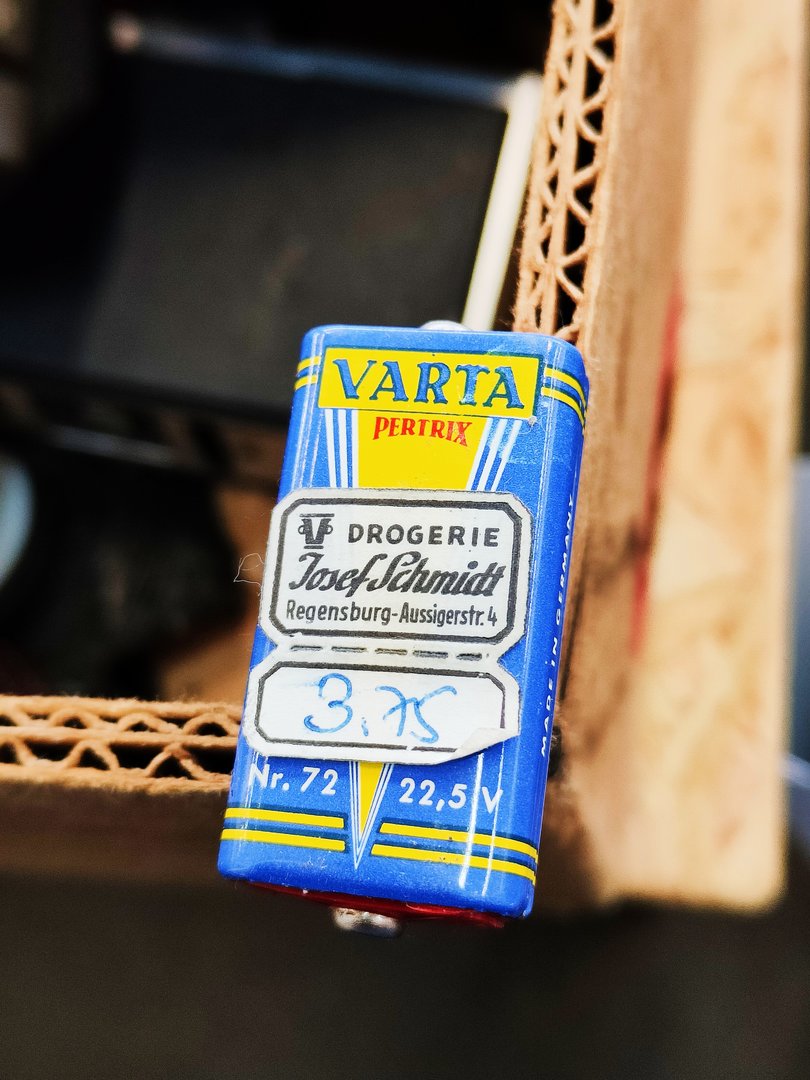 VARTA
PERTRIX
DROGERIE
Josef Schmidt
Regensburg-Aussigerstr. 4
3,75
Nr. 72 22,5 V
MADE IN GERMANY